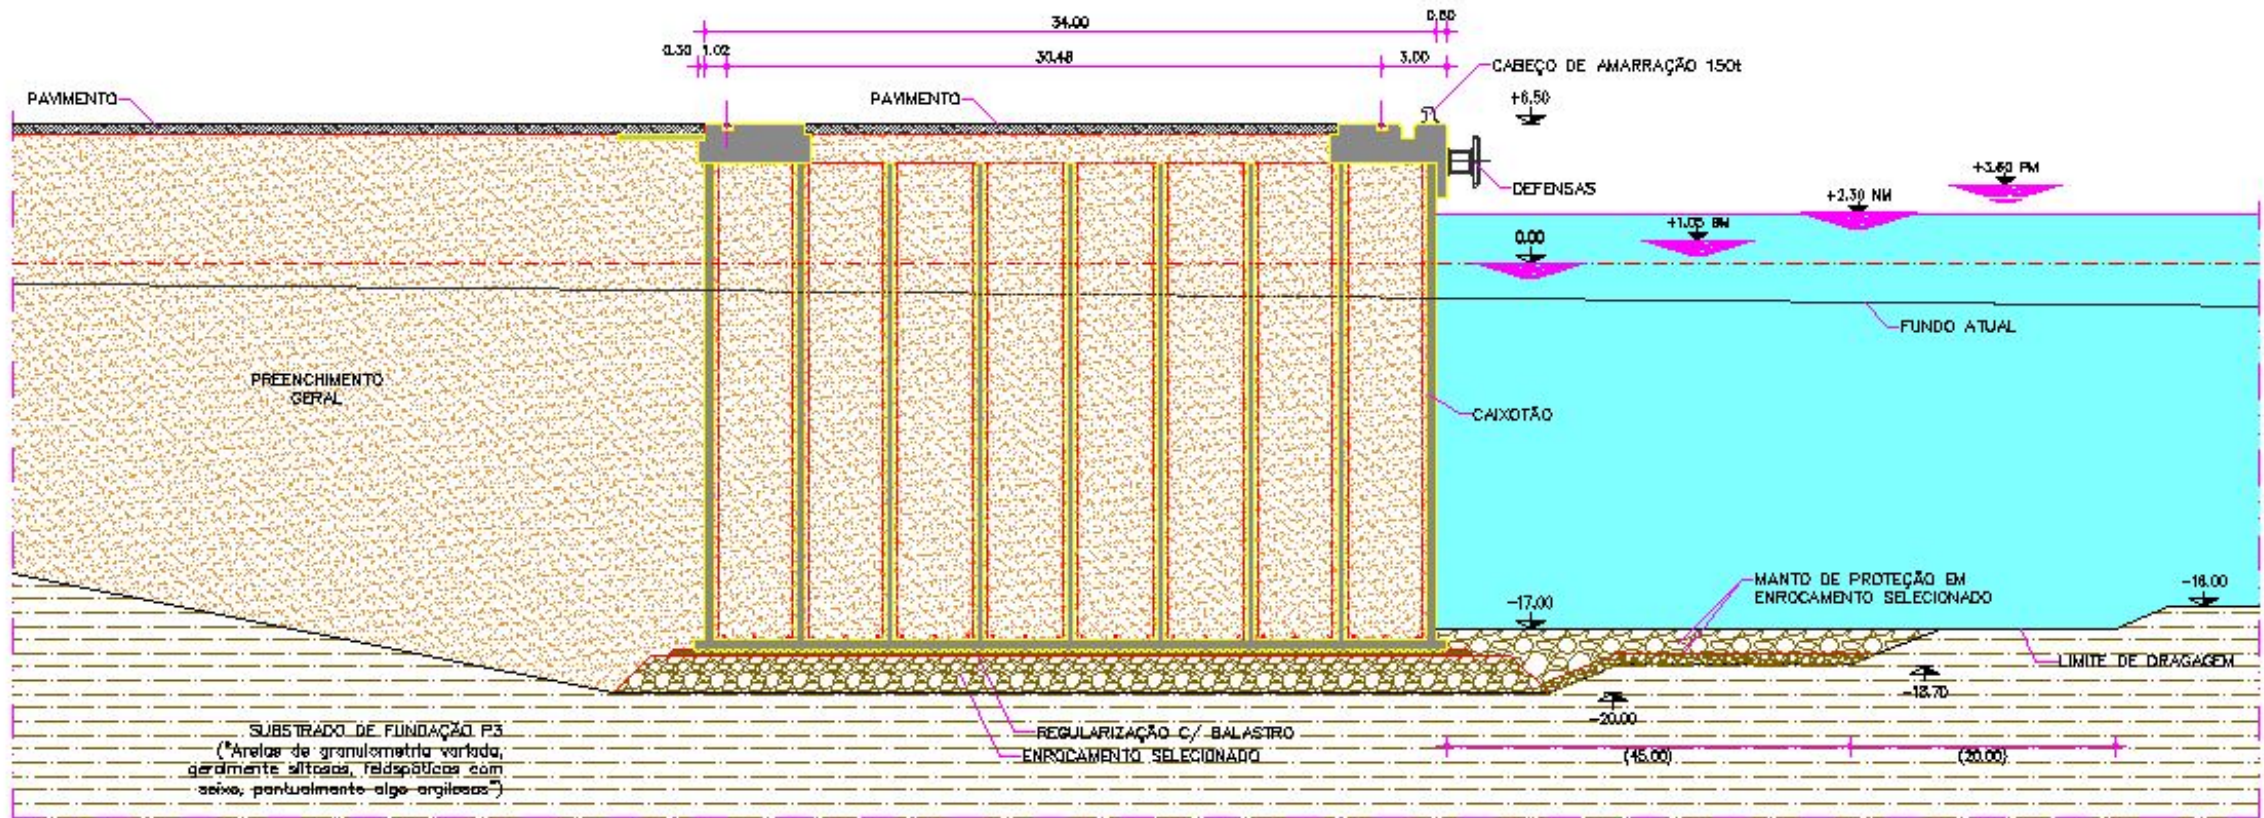 34.00
0.80
0.30 1.02
30.48
3.00
CABEÇO DE AMARRAÇÃO 150t
PAVIMENTO
PAVIMENTO
+6.50
+3.60 PM
DEFENSAS
+2.30 NM
+1.05 BM
0.00
FUNDO ATUAL
PREENCHIMENTO
GERAL
CAIXOTÃO
MANTO DE PROTEÇÃO EM
ENROCAMENTO SELECIONADO
-16.00
-17.00
LIMITE DE DRAGAGEM
-18.70
-20.00
SUBSTRADO DE FUNDAÇÃO P3
("Areias de granulometria variada,
geralmente siltosas, feldspáticas com
seixo, pontualmente algo argilosas")
REGULARIZAÇÃO C/ BALASTRO
ENROCAMENTO SELECIONADO
(45.00)
(20.00)